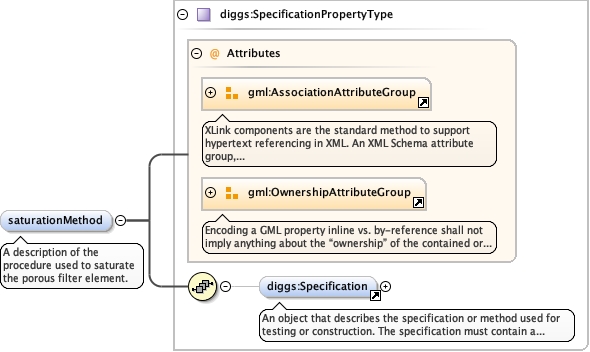 diggs:SpecificationPropertyType
Attributes
gml:AssociationAttributeGroup
XLink components are the standard method to support
hypertext referencing in XML. An XML Schema attribute
group,...
gml:OwnershipAttributeGroup
Encoding a GML property inline vs. by-reference shall not
imply anything about the “ownership” of the contained or...
saturationMethod
A description of the
procedure used to saturate
the porous filter element.
diggs:Specification
An object that describes the specification or method used for
testing or construction. The specification must contain a...